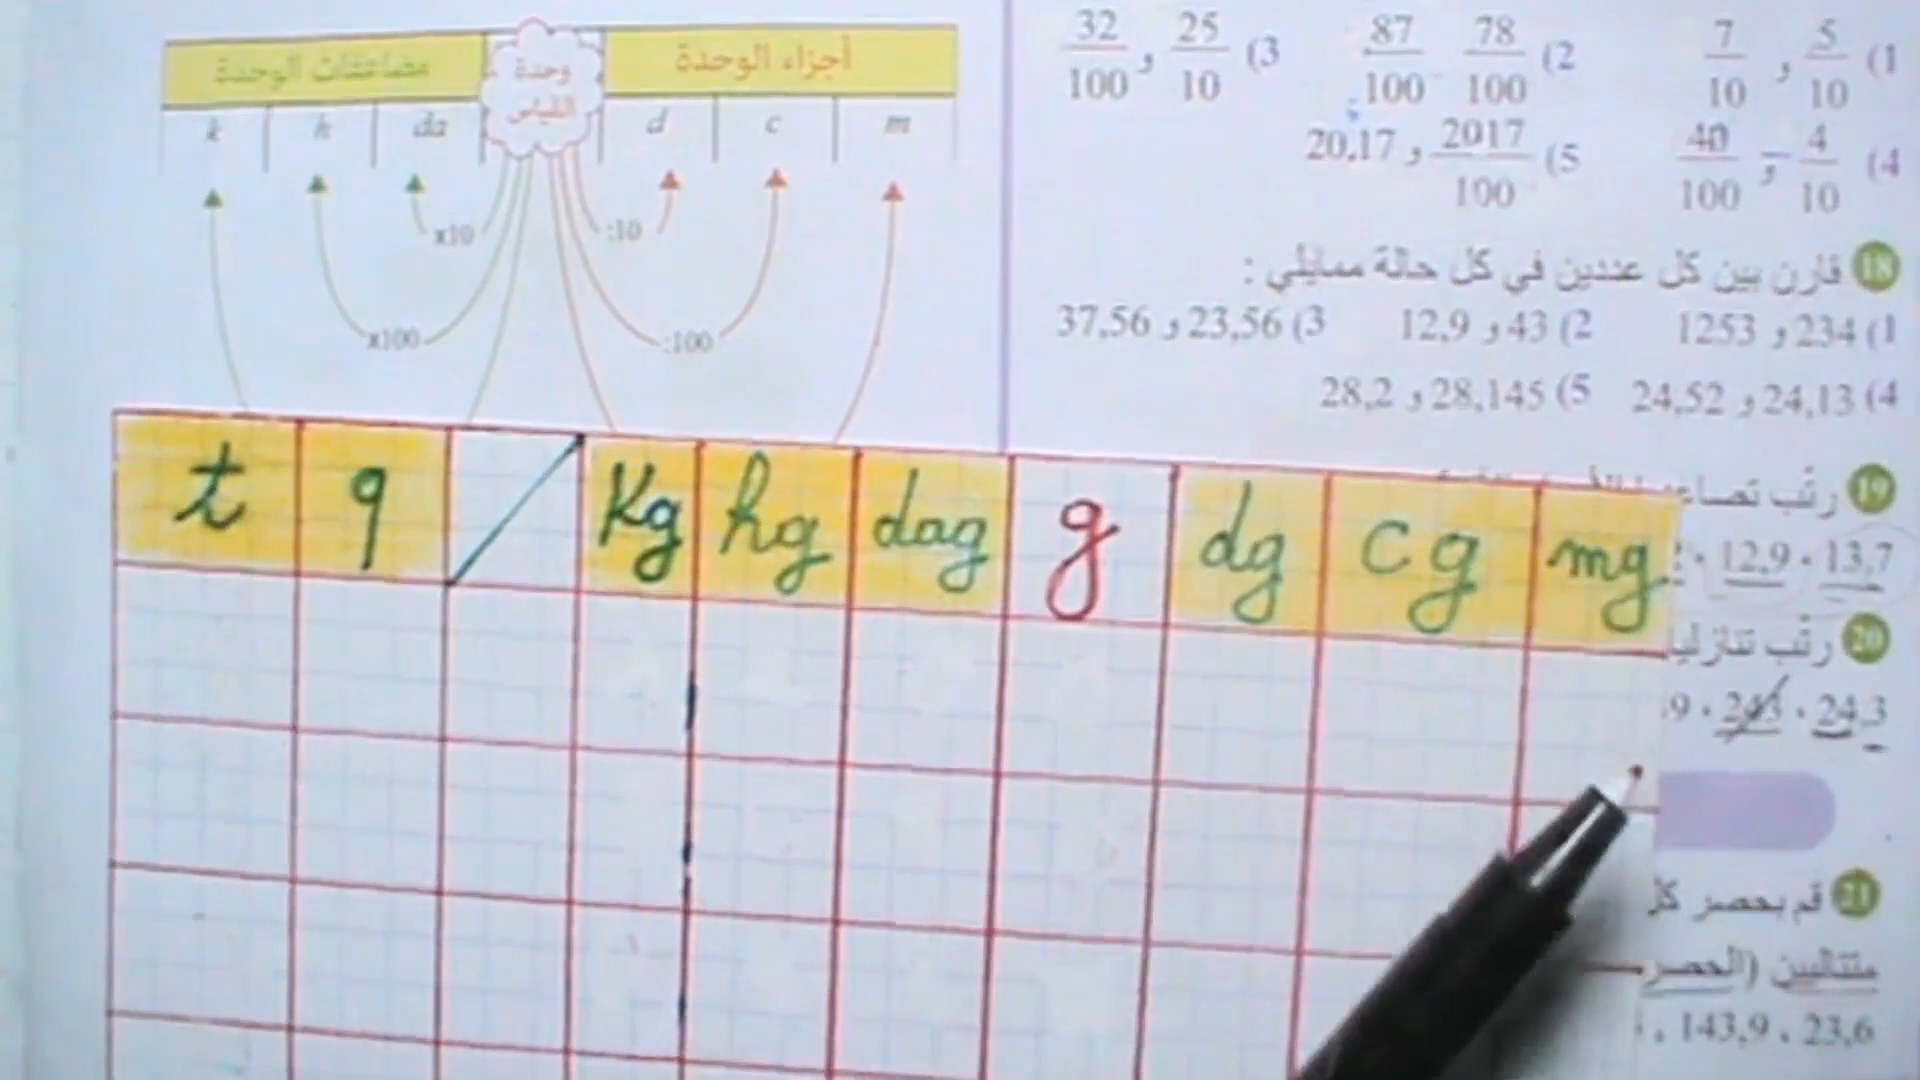 أجزاء الوحدة
وحدة القياس
مضاعفات الوحدة
k h da d c m
x10 :10
x100 :100
t q Kg hg dag g dg cg mg
1) 5/10 و 7/10
2) 78/100 87/100
3) 25/10 و 32/100
4) 4/10 و 40/100
5) 2017/100 و 20,17
18 قارن بين كل عددين في كل حالة ممايلي :
1) 234 و 1253
2) 43 و 12,9
3) 23,56 و 37,56
4) 24,13 و 24,52
5) 28,145 و 28,2
19 رتّب
13,7 ، 12,9 ،
20 رتّب تنازليا
24,3 ، 243 ،
21 قم بحصر كل
متتاليين (الحصر
23,6 ، 143,9 ،